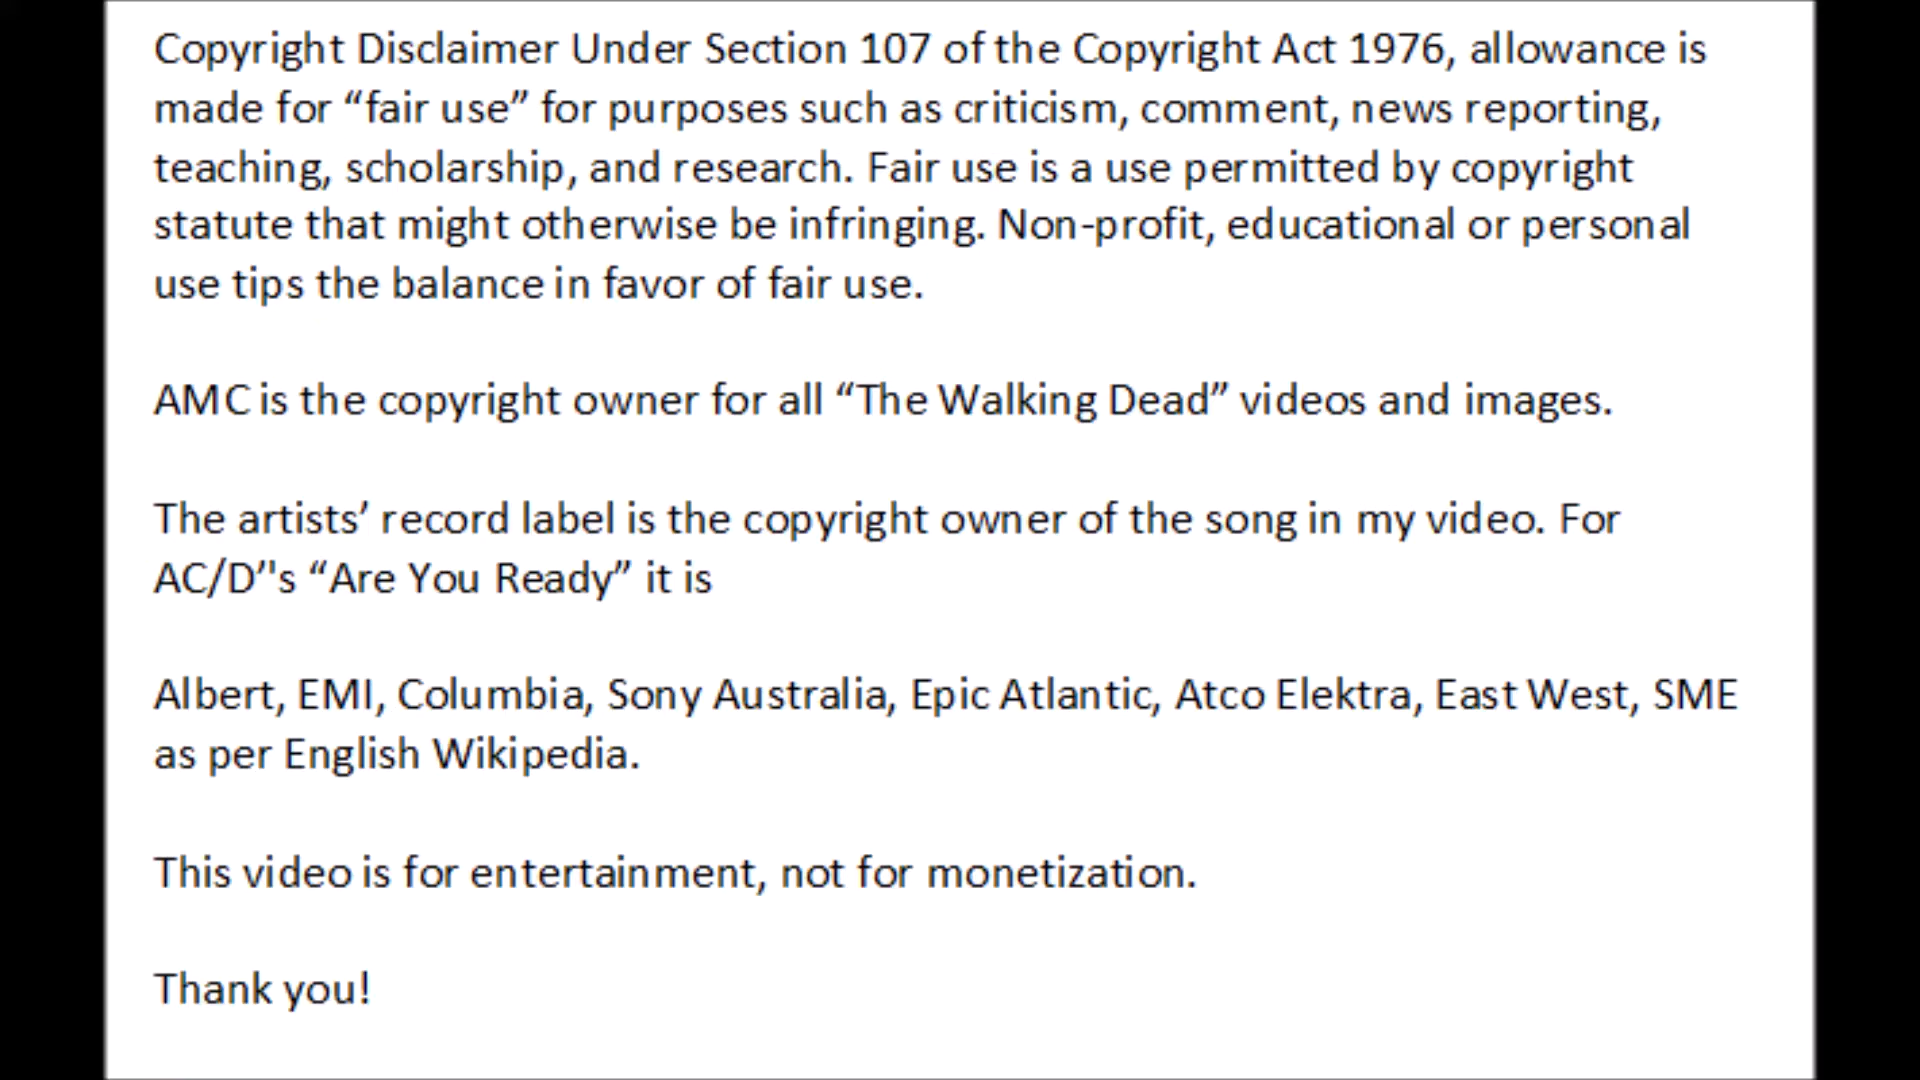 Copyright Disclaimer Under Section 107 of the Copyright Act 1976, allowance is
made for “fair use” for purposes such as criticism, comment, news reporting,
teaching, scholarship, and research. Fair use is a use permitted by copyright
statute that might otherwise be infringing. Non-profit, educational or personal
use tips the balance in favor of fair use.
AMC is the copyright owner for all “The Walking Dead” videos and images.
The artists’ record label is the copyright owner of the song in my video. For
AC/D”'s “Are You Ready” it is
Albert, EMI, Columbia, Sony Australia, Epic Atlantic, Atco Elektra, East West, SME
as per English Wikipedia.
This video is for entertainment, not for monetization.
Thank you!